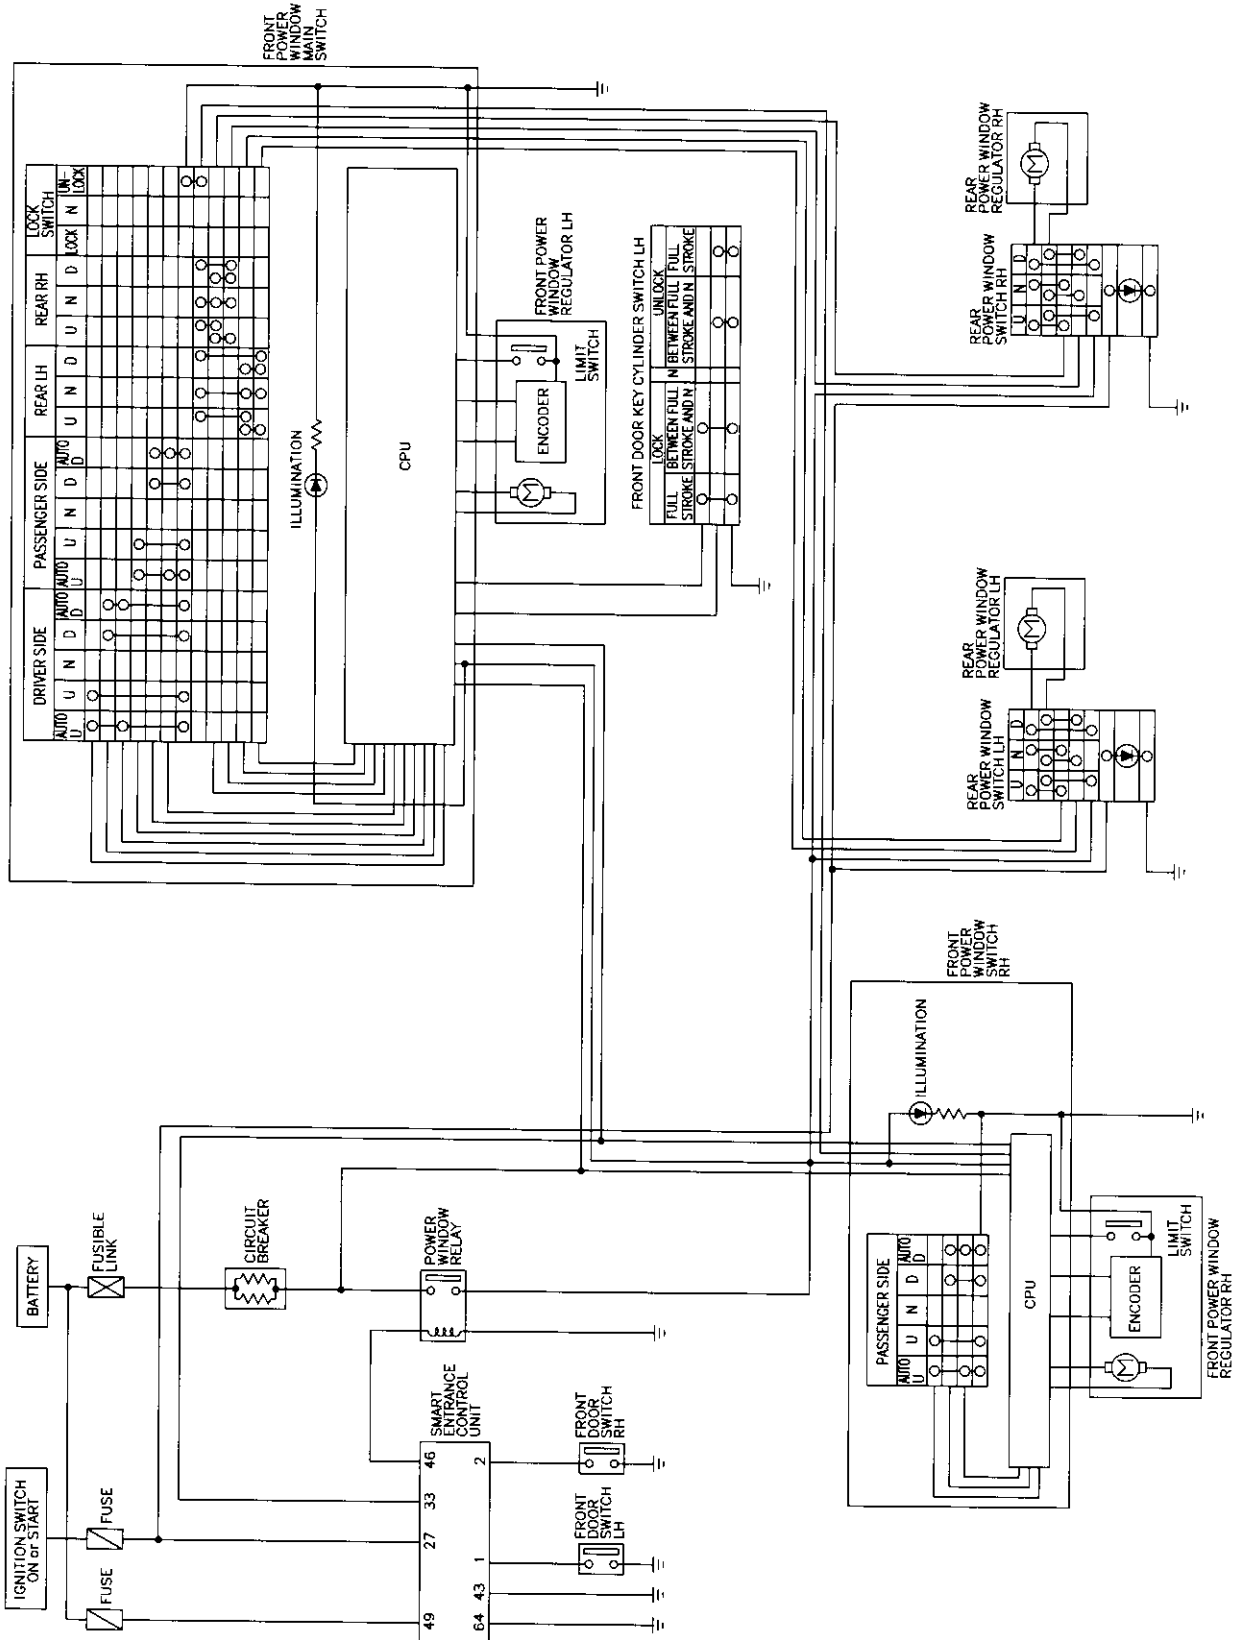 FRONT
POWER
WINDOW
MAIN
SWITCH
DRIVER SIDE
PASSENGER SIDE
REAR LH
REAR RH
LOCK
SWITCH
AUTO
U
U
N
D
AUTO
D
AUTO
U
U
N
D
AUTO
D
U
N
D
U
N
D
LOCK
N
UN-
LOCK
ILLUMINATION
CPU
ENCODER
LIMIT
SWITCH
M
FRONT POWER
WINDOW
REGULATOR LH
FRONT DOOR KEY CYLINDER SWITCH LH
LOCK
N
UNLOCK
FULL
STROKE
BETWEEN FULL
STROKE AND N
BETWEEN FULL
STROKE AND N
FULL
STROKE
REAR
POWER WINDOW
REGULATOR RH
M
REAR
POWER WINDOW
SWITCH RH
U
N
D
REAR
POWER WINDOW
REGULATOR LH
M
REAR
POWER WINDOW
SWITCH LH
U
N
D
BATTERY
FUSIBLE
LINK
CIRCUIT
BREAKER
POWER
WINDOW
RELAY
IGNITION SWITCH
ON or START
FUSE
FUSE
SMART
ENTRANCE
CONTROL
UNIT
49
27
33
46
64
43
1
2
FRONT
DOOR
SWITCH
LH
FRONT
DOOR
SWITCH
RH
FRONT
POWER
WINDOW
SWITCH
RH
ILLUMINATION
PASSENGER SIDE
AUTO
U
U
N
D
AUTO
D
CPU
M
ENCODER
LIMIT
SWITCH
FRONT POWER WINDOW
REGULATOR RH